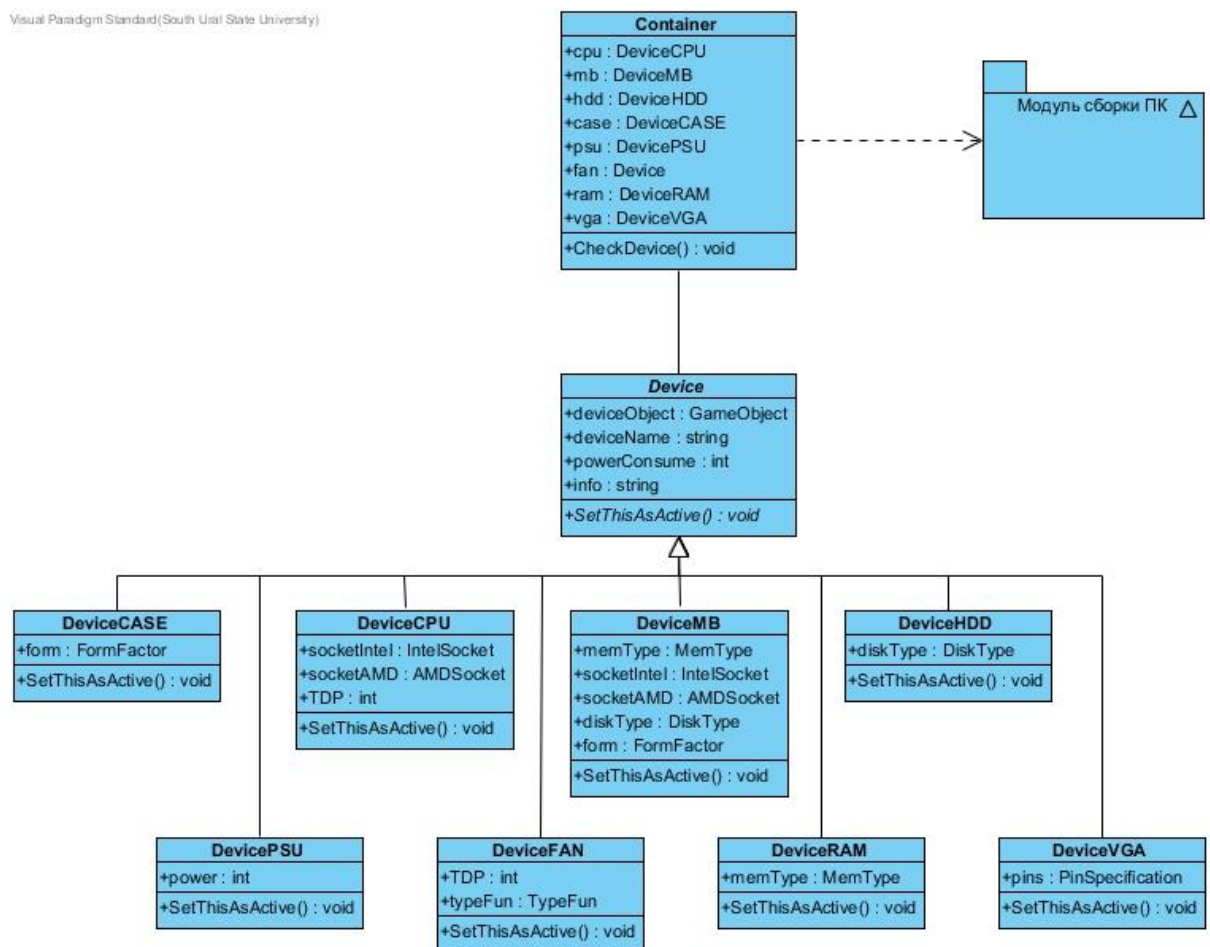 Visual Paradigm Standard(South Ural State University)
Container
+cpu : DeviceCPU
+mb : DeviceMB
+hdd : DeviceHDD
+case : DeviceCASE
+psu : DevicePSU
+fan : Device
+ram : DeviceRAM
+vga : DeviceVGA
+CheckDevice() : void
Модуль сборки ПК
Device
+deviceObject : GameObject
+deviceName : string
+powerConsume : int
+info : string
+SetThisAsActive() : void
DeviceCASE
+form : FormFactor
+SetThisAsActive() : void
DeviceCPU
+socketIntel : IntelSocket
+socketAMD : AMDSocket
+TDP : int
+SetThisAsActive() : void
DeviceMB
+memType : MemType
+socketIntel : IntelSocket
+socketAMD : AMDSocket
+diskType : DiskType
+form : FormFactor
+SetThisAsActive() : void
DeviceHDD
+diskType : DiskType
+SetThisAsActive() : void
DevicePSU
+power : int
+SetThisAsActive() : void
DeviceFAN
+TDP : int
+typeFun : TypeFun
+SetThisAsActive() : void
DeviceRAM
+memType : MemType
+SetThisAsActive() : void
DeviceVGA
+pins : PinSpecification
+SetThisAsActive() : void